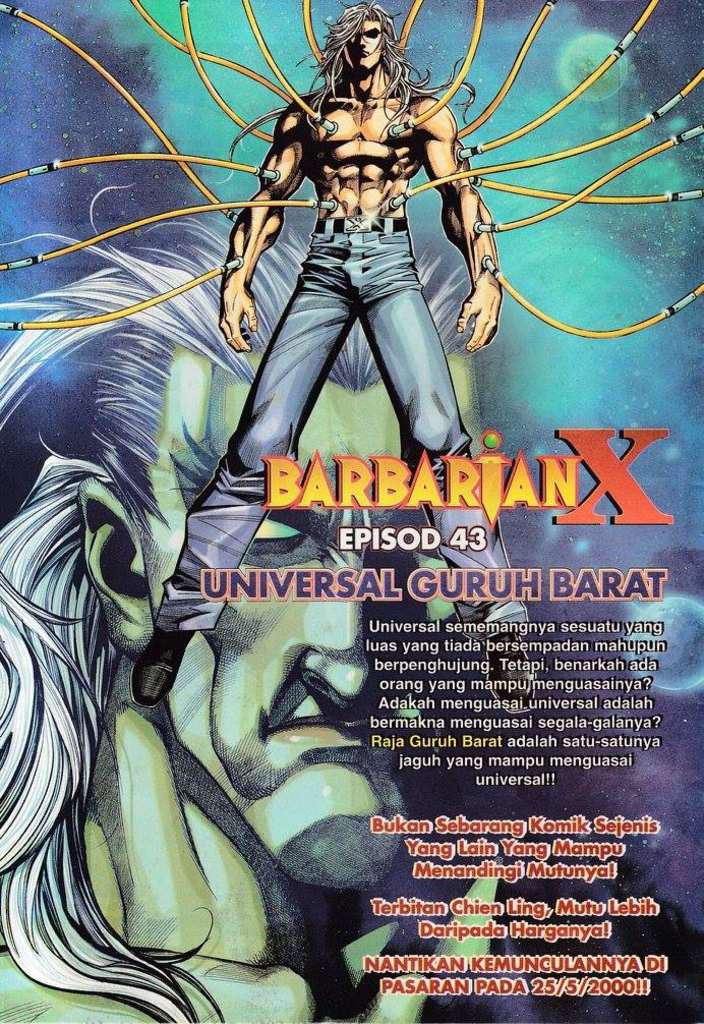 BARBARIAN X
EPISOD 43
UNIVERSAL GURUH BARAT
Universal sememangnya sesuatu yang
luas yang tiada bersempadan mahupun
berpenghujung. Tetapi, benarkah ada
orang yang mampu menguasainya?
Adakah menguasai universal adalah
bermakna menguasai segala-galanya?
Raja Guruh Barat adalah satu-satunya
jaguh yang mampu menguasai
universal!!
Bukan Sebarang Komik Sejenis
Yang Lain Yang Mampu
Menandingi Mutunya!
Terbitan Chien Ling, Mutu Lebih
Daripada Harganya!
NANTIKAN KEMUNCULANNYA DI
PASARAN PADA 25/5/2000!!